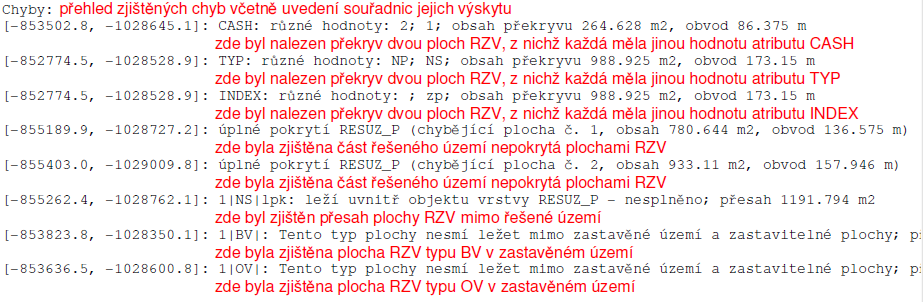 Chyby: přehled zjištěných chyb včetně uvedení souřadnic jejich výskytu
[-853502.8, -1028645.1]: CASH: různé hodnoty: 2; 1; obsah překryvu 264.628 m2, obvod 86.375 m
zde byl nalezen překryv dvou ploch RZV, z nichž každá měla jinou hodnotu atributu CASH
[-852774.5, -1028528.9]: TYP: různé hodnoty: NP; NS; obsah překryvu 988.925 m2, obvod 173.15 m
zde byl nalezen překryv dvou ploch RZV, z nichž každá měla jinou hodnotu atributu TYP
[-852774.5, -1028528.9]: INDEX: různé hodnoty: ; zp; obsah překryvu 988.925 m2, obvod 173.15 m
zde byl nalezen překryv dvou ploch RZV, z nichž každá měla jinou hodnotu atributu INDEX
[-855189.9, -1028727.2]: úplné pokrytí RESUZ_P (chybějící plocha č. 1, obsah 780.644 m2, obvod 136.575 m)
zde byla zjištěna část řešeného území nepokrytá plochami RZV
[-855403.0, -1029009.8]: úplné pokrytí RESUZ_P (chybějící plocha č. 2, obsah 933.11 m2, obvod 157.946 m)
zde byla zjištěna část řešeného území nepokrytá plochami RZV
[-855262.4, -1028762.1]: 1|NS|lpk: leží uvnitř objektu vrstvy RESUZ_P - nesplněno; přesah 1191.794 m2
zde byl zjištěn přesah plochy RZV mimo řešené území
[-853823.8, -1028350.1]: 1|BV|: Tento typ plochy nesmí ležet mimo zastavěné území a zastavitelné plochy;
zde byla zjištěna plocha RZV typu BV v zastavěném území
[-853636.5, -1028600.8]: 1|OV|: Tento typ plochy nesmí ležet mimo zastavěné území a zastavitelné plochy;
zde byla zjištěna plocha RZV typu OV v zastavěném území